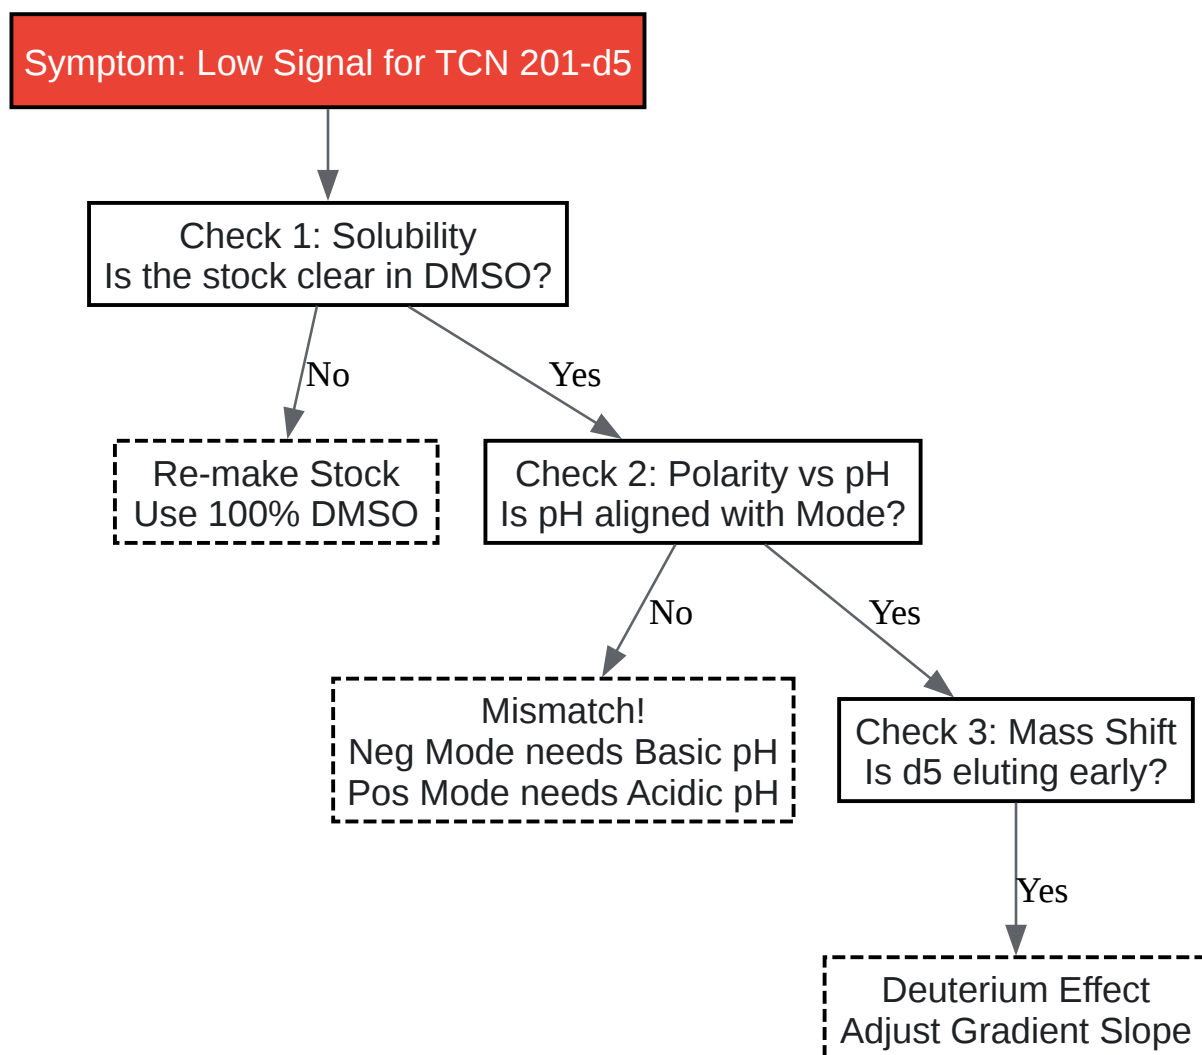 Symptom: Low Signal for TCN 201-d5
Check 1: Solubility
Is the stock clear in DMSO?
No
Yes
Re-make Stock
Use 100% DMSO
Check 2: Polarity vs pH
Is pH aligned with Mode?
No
Yes
Mismatch!
Neg Mode needs Basic pH
Pos Mode needs Acidic pH
Check 3: Mass Shift
Is d5 eluting early?
Yes
Deuterium Effect
Adjust Gradient Slope